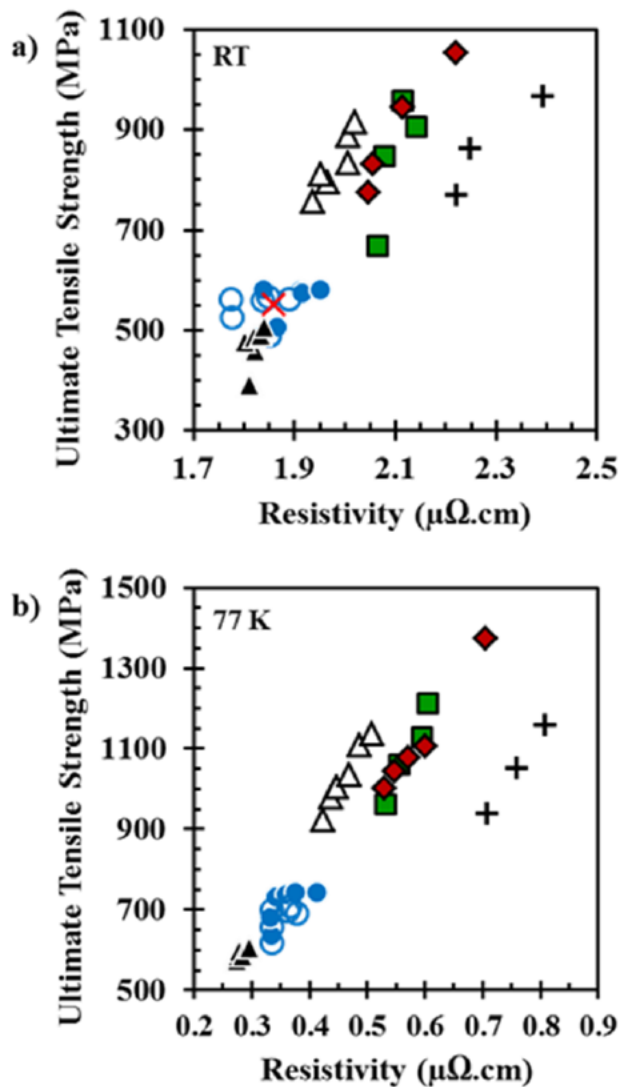 a)
RT
Ultimate Tensile Strength (MPa)
1100
900
700
500
300
1.7 1.9 2.1 2.3 2.5
Resistivity (μΩ.cm)
b)
77 K
Ultimate Tensile Strength (MPa)
1500
1300
1100
900
700
500
0.2 0.3 0.4 0.5 0.6 0.7 0.8 0.9
Resistivity (μΩ.cm)